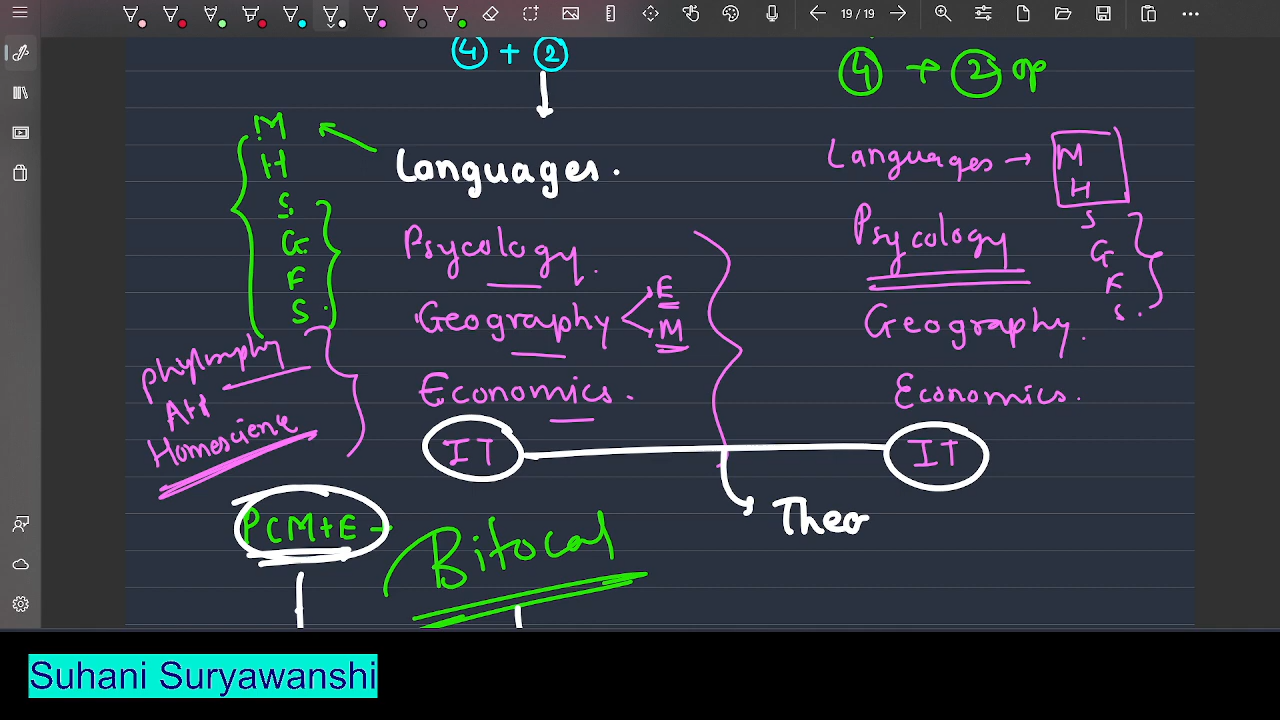 19 / 19
4 + 2
4 + 2 op
M
H
S
G
F
S.
Languages.
Psycology.
Geography
E
M
Economics.
IT
Languages → M
H
S
G
F
S.
Psycology
Geography.
Economics.
IT
Art
Homescience
Theo
PCM+E
Bifocal
Suhani Suryawanshi